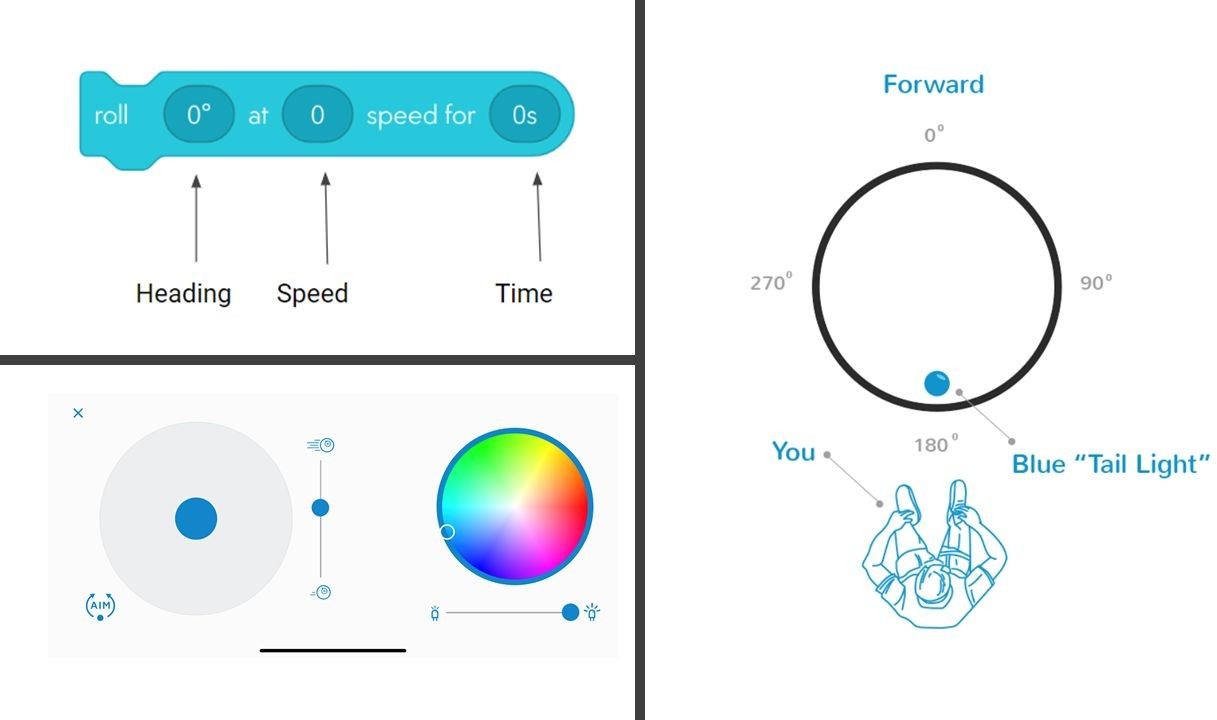 roll 0° at 0 speed for 0s
Heading Speed Time
×
AIM
Forward
0°
270° 90°
180°
You
Blue “Tail Light”